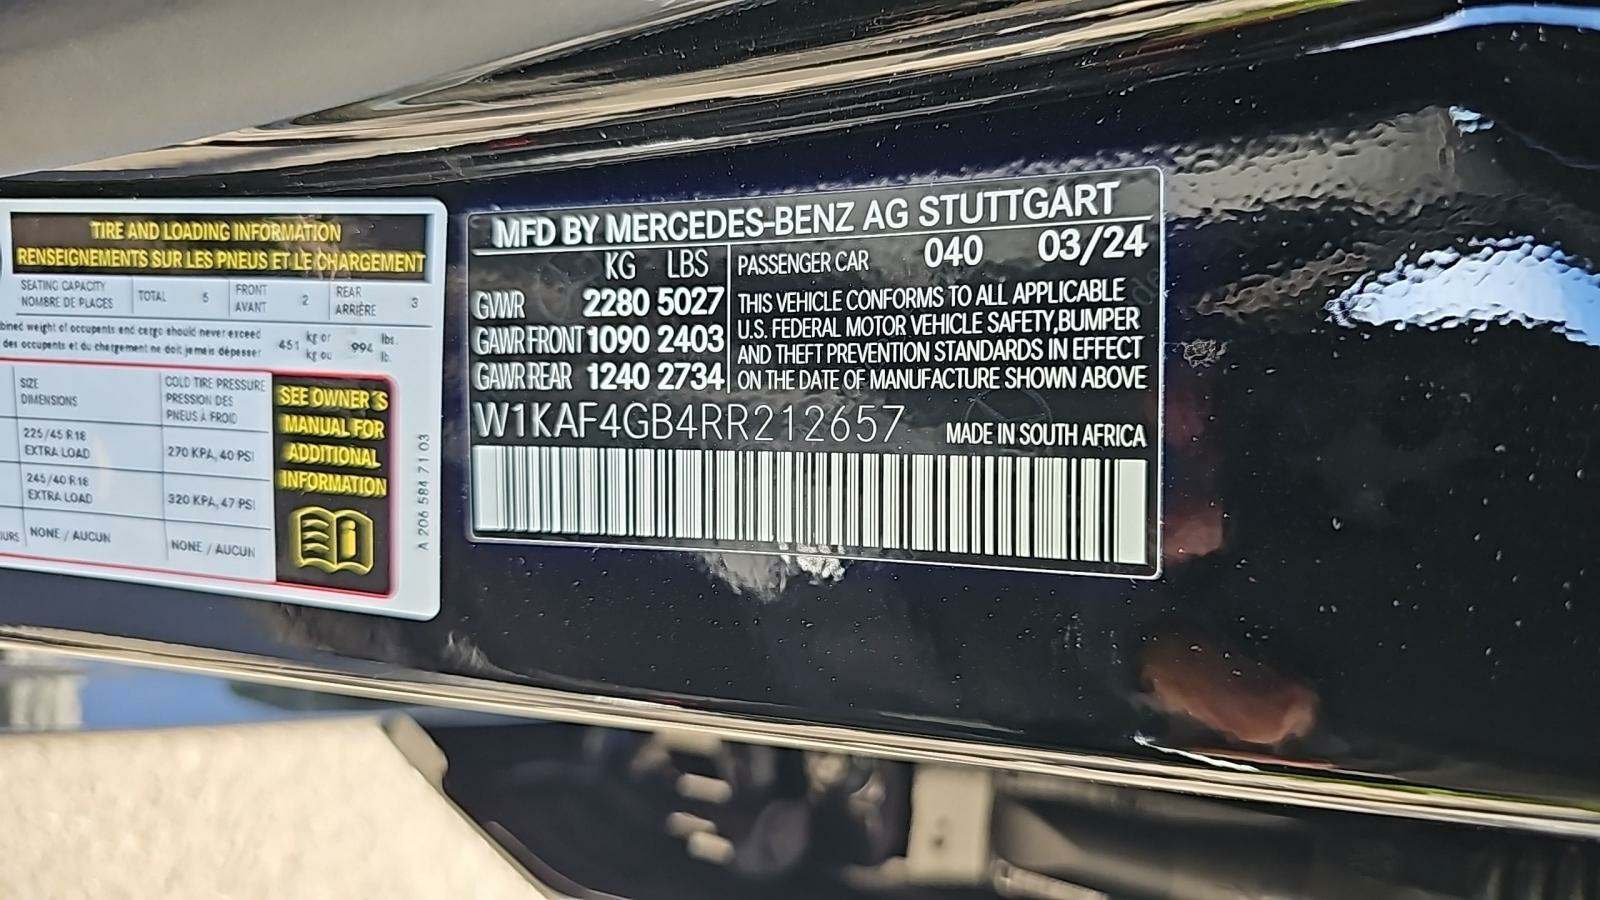 TIRE AND LOADING INFORMATION
RENSEIGNEMENTS SUR LES PNEUS ET LE CHARGEMENT
SEATING CAPACITY
NOMBRE DE PLACES
TOTAL 5
FRONT
AVANT
2
REAR
ARRIÈRE
3
bined weight of occupents end cargo should never exceed
des occupents et du chargement ne doit jemeis dépesser
451 kg or
kg ou
994 lbs.
lb.
SIZE
DIMENSIONS
COLD TIRE PRESSURE
PRESSION DES
PNEUS À FROID
225/45 R18
EXTRA LOAD
270 KPA, 40 PSI
245/40 R18
EXTRA LOAD
320 KPA, 47 PSI
IURS NONE / AUCUN
NONE / AUCUN
SEE OWNER´S
MANUAL FOR
ADDITIONAL
INFORMATION
A 206 584 71 03
MFD BY MERCEDES-BENZ AG STUTTGART
KG LBS
GVWR 2280 5027
GAWR FRONT 1090 2403
GAWR REAR 1240 2734
PASSENGER CAR 040 03/24
THIS VEHICLE CONFORMS TO ALL APPLICABLE
U.S. FEDERAL MOTOR VEHICLE SAFETY,BUMPER
AND THEFT PREVENTION STANDARDS IN EFFECT
ON THE DATE OF MANUFACTURE SHOWN ABOVE
W1KAF4GB4RR212657
MADE IN SOUTH AFRICA